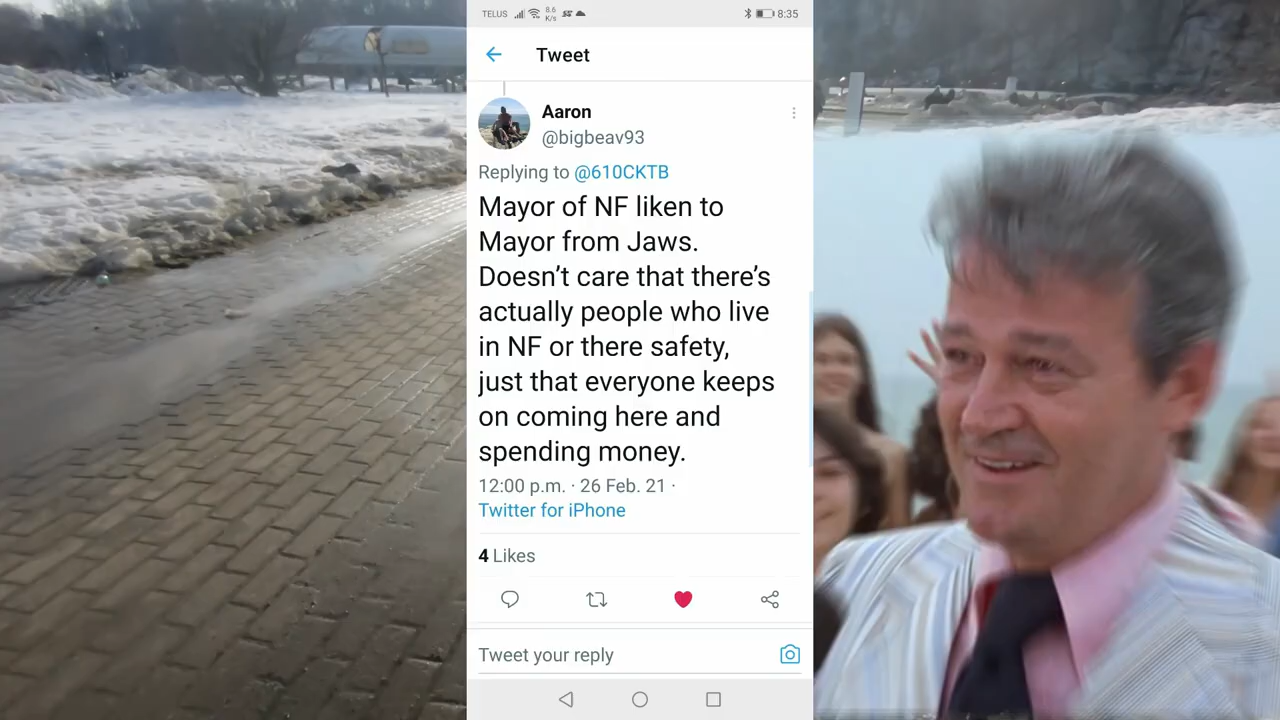 TELUS 8.6 K/s 8:35
Tweet
Aaron
@bigbeav93
Replying to @610CKTB
Mayor of NF liken to
Mayor from Jaws.
Doesn’t care that there’s
actually people who live
in NF or there safety,
just that everyone keeps
on coming here and
spending money.
12:00 p.m. · 26 Feb. 21 ·
Twitter for iPhone
4 Likes
Tweet your reply